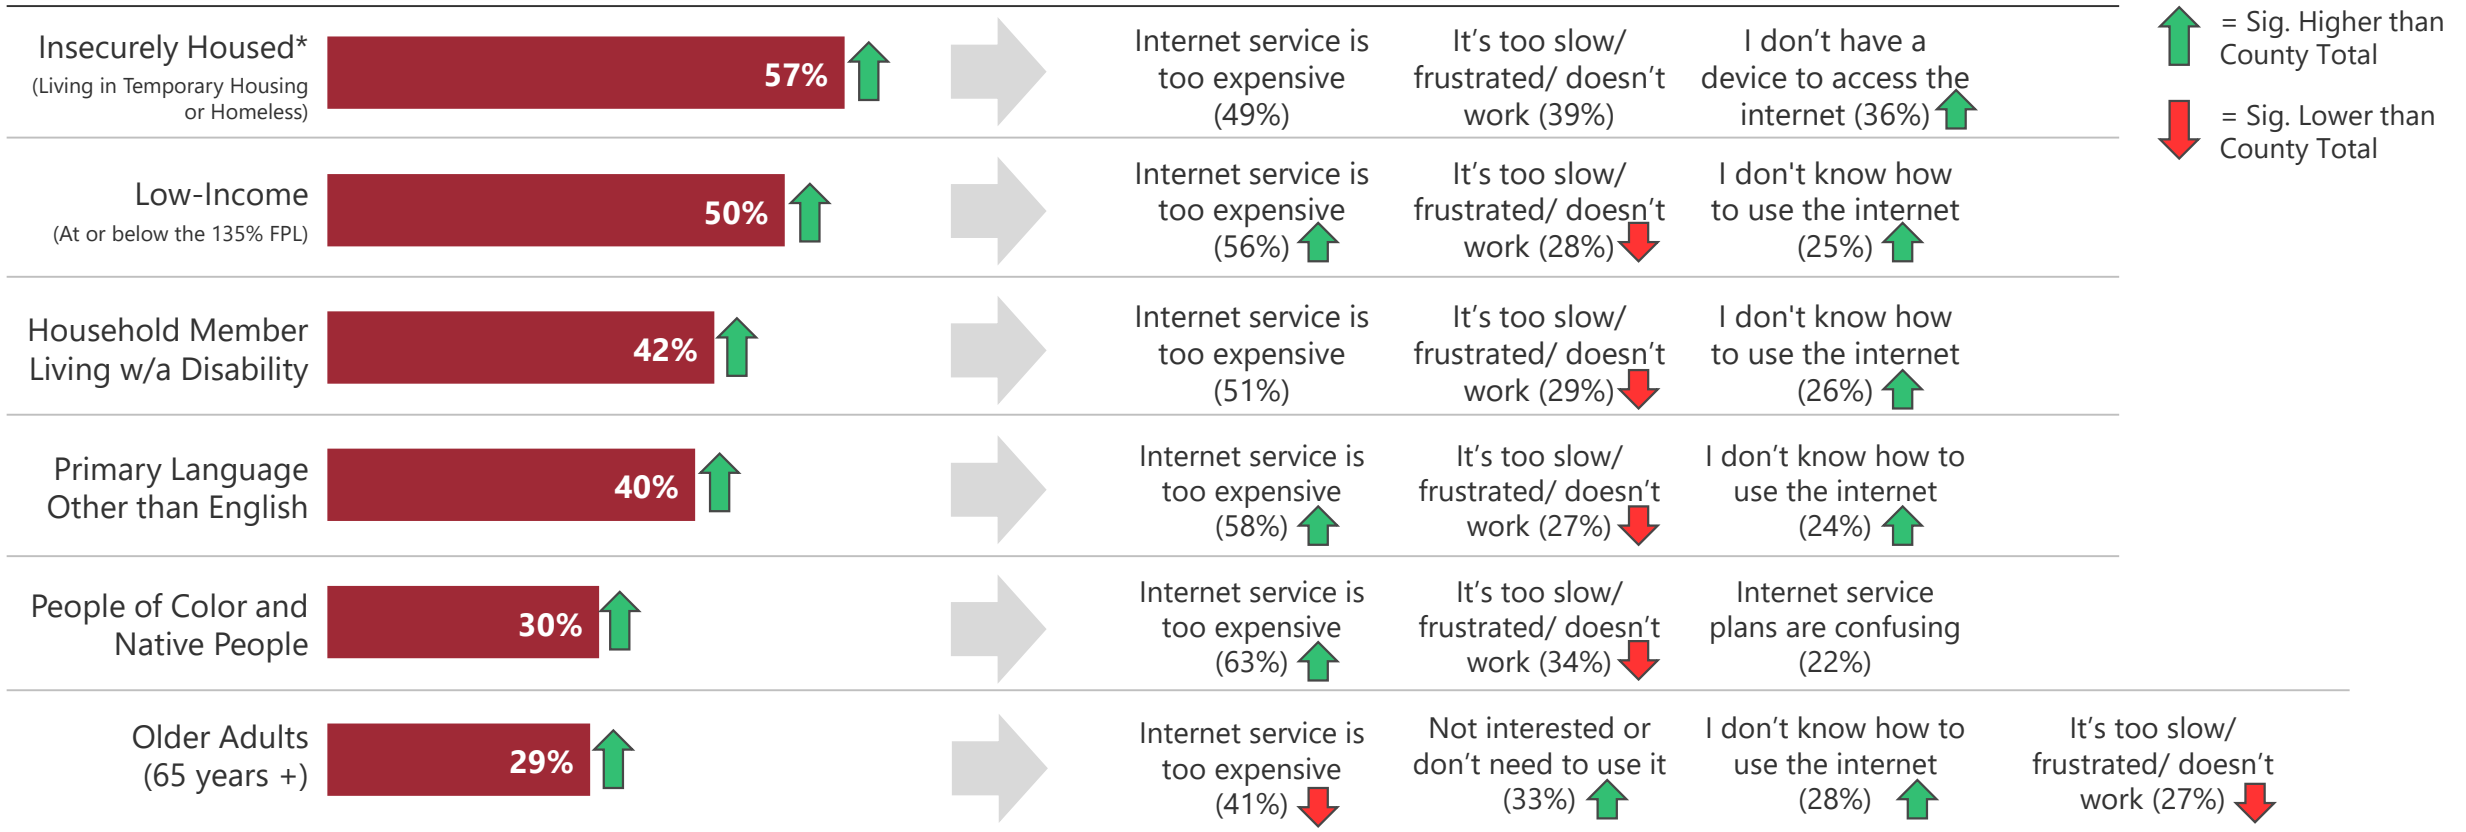 Insecurely Housed*
(Living in Temporary Housing
or Homeless)
57%
Internet service is
too expensive
(49%)
It’s too slow/
frustrated/ doesn’t
work (39%)
I don’t have a
device to access the
internet (36%)
= Sig. Higher than
County Total
= Sig. Lower than
County Total
Low-Income
(At or below the 135% FPL)
50%
Internet service is
too expensive
(56%)
It’s too slow/
frustrated/ doesn’t
work (28%)
I don't know how
to use the internet
(25%)
Household Member
Living w/a Disability
42%
Internet service is
too expensive
(51%)
It’s too slow/
frustrated/ doesn’t
work (29%)
I don't know how
to use the internet
(26%)
Primary Language
Other than English
40%
Internet service is
too expensive
(58%)
It’s too slow/
frustrated/ doesn’t
work (27%)
I don’t know how to
use the internet
(24%)
People of Color and
Native People
30%
Internet service is
too expensive
(63%)
It’s too slow/
frustrated/ doesn’t
work (34%)
Internet service
plans are confusing
(22%)
Older Adults
(65 years +)
29%
Internet service is
too expensive
(41%)
Not interested or
don’t need to use it
(33%)
I don’t know how to
use the internet
(28%)
It’s too slow/
frustrated/ doesn’t
work (27%)